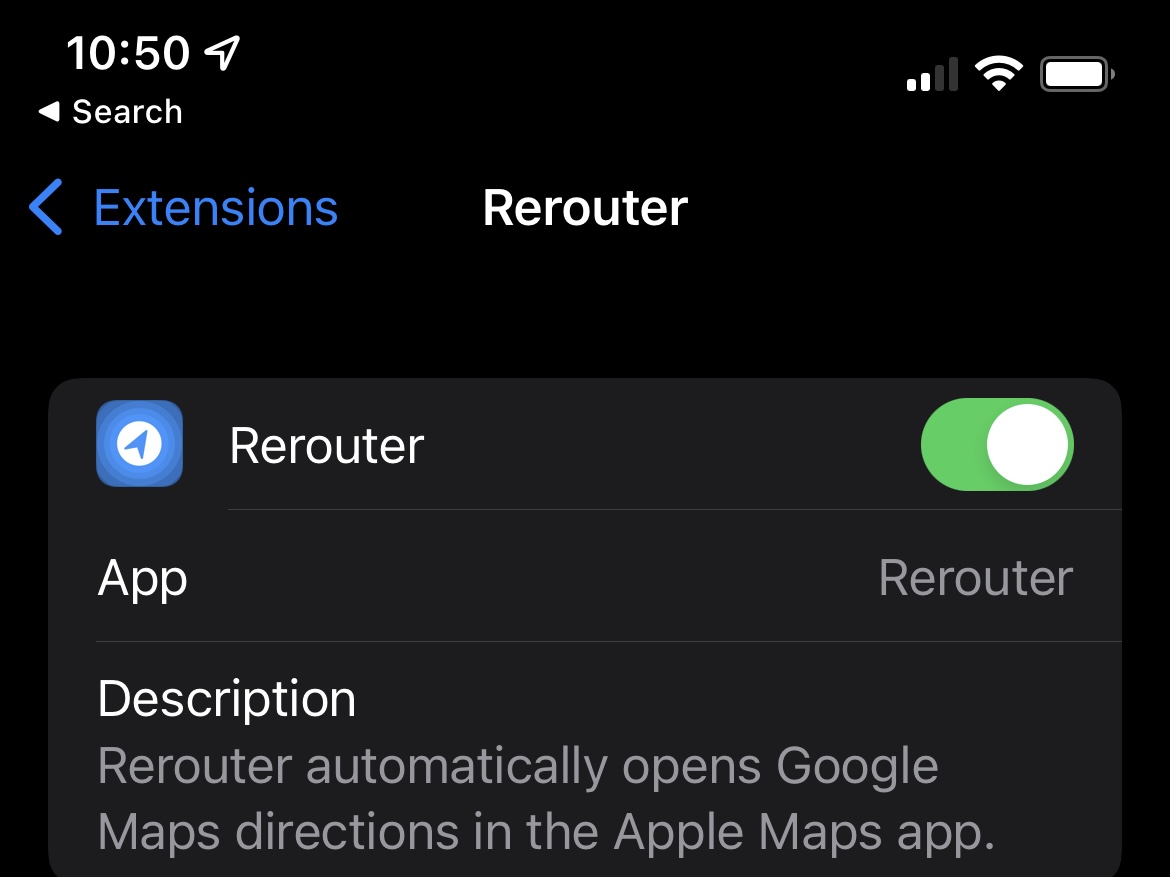 10:50
Search
Extensions
Rerouter
Rerouter
App
Rerouter
Description
Rerouter automatically opens Google
Maps directions in the Apple Maps app.